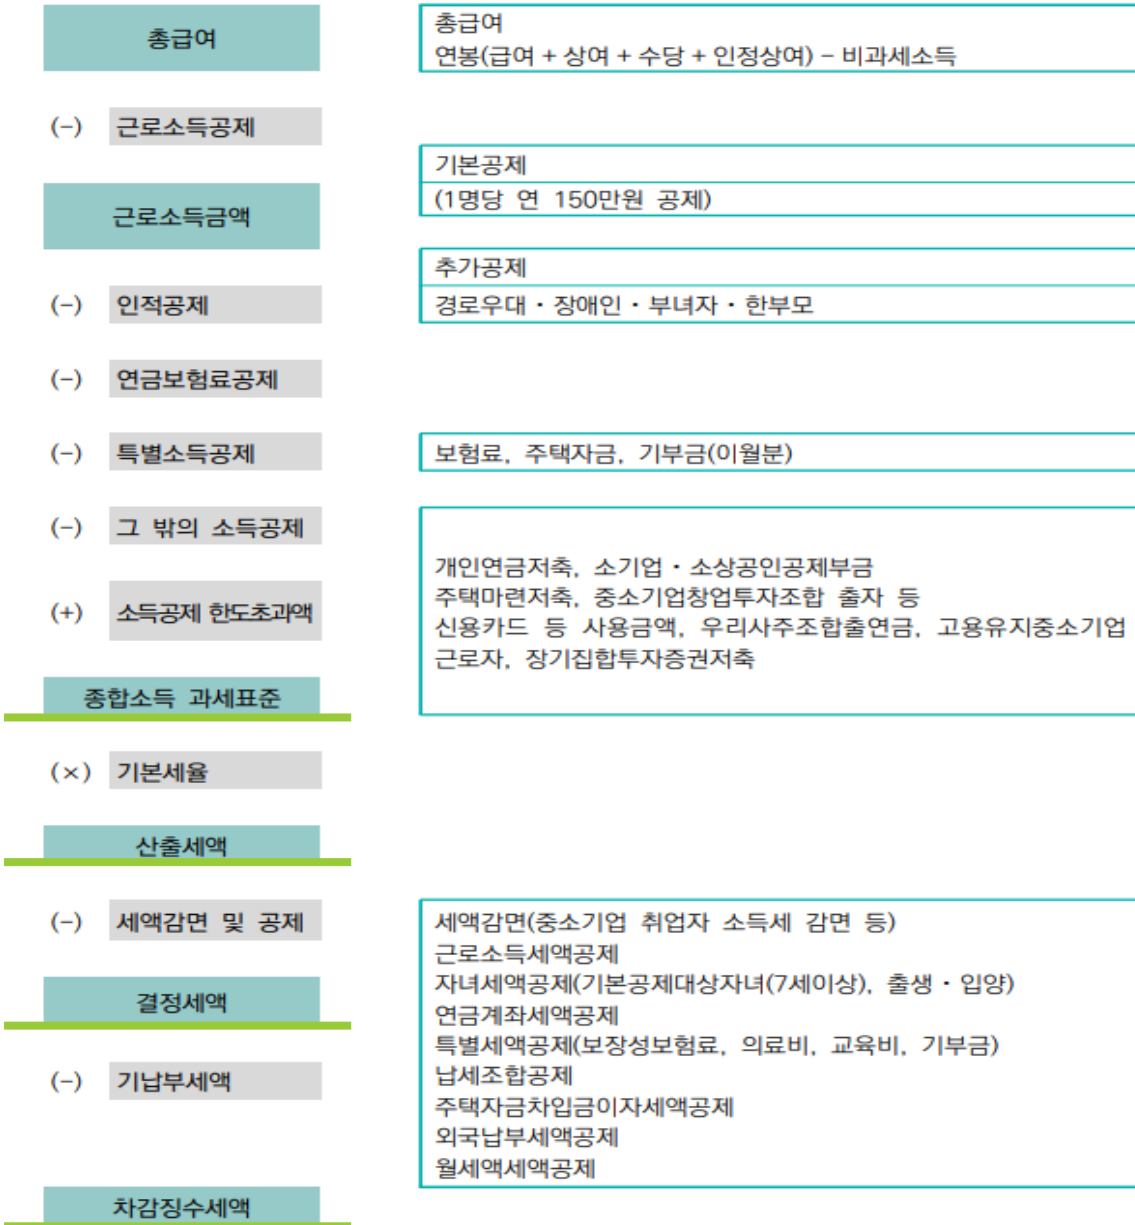 총급여
총급여
연봉(급여 + 상여 + 수당 + 인정상여) - 비과세소득
(-) 근로소득공제
기본공제
(1명당 연 150만원 공제)
근로소득금액
추가공제
(-) 인적공제
경로우대・장애인・부녀자・한부모
(-) 연금보험료공제
(-) 특별소득공제
보험료, 주택자금, 기부금(이월분)
(-) 그 밖의 소득공제
(+) 소득공제 한도초과액
개인연금저축, 소기업・소상공인공제부금
주택마련저축, 중소기업창업투자조합 출자 등
신용카드 등 사용금액, 우리사주조합출연금, 고용유지중소기업
근로자, 장기집합투자증권저축
종합소득 과세표준
(×) 기본세율
산출세액
(-) 세액감면 및 공제
세액감면(중소기업 취업자 소득세 감면 등)
근로소득세액공제
자녀세액공제(기본공제대상자녀(7세이상), 출생・입양)
연금계좌세액공제
특별세액공제(보장성보험료, 의료비, 교육비, 기부금)
납세조합공제
주택자금차입금이자세액공제
외국납부세액공제
월세액세액공제
결정세액
(-) 기납부세액
차감징수세액